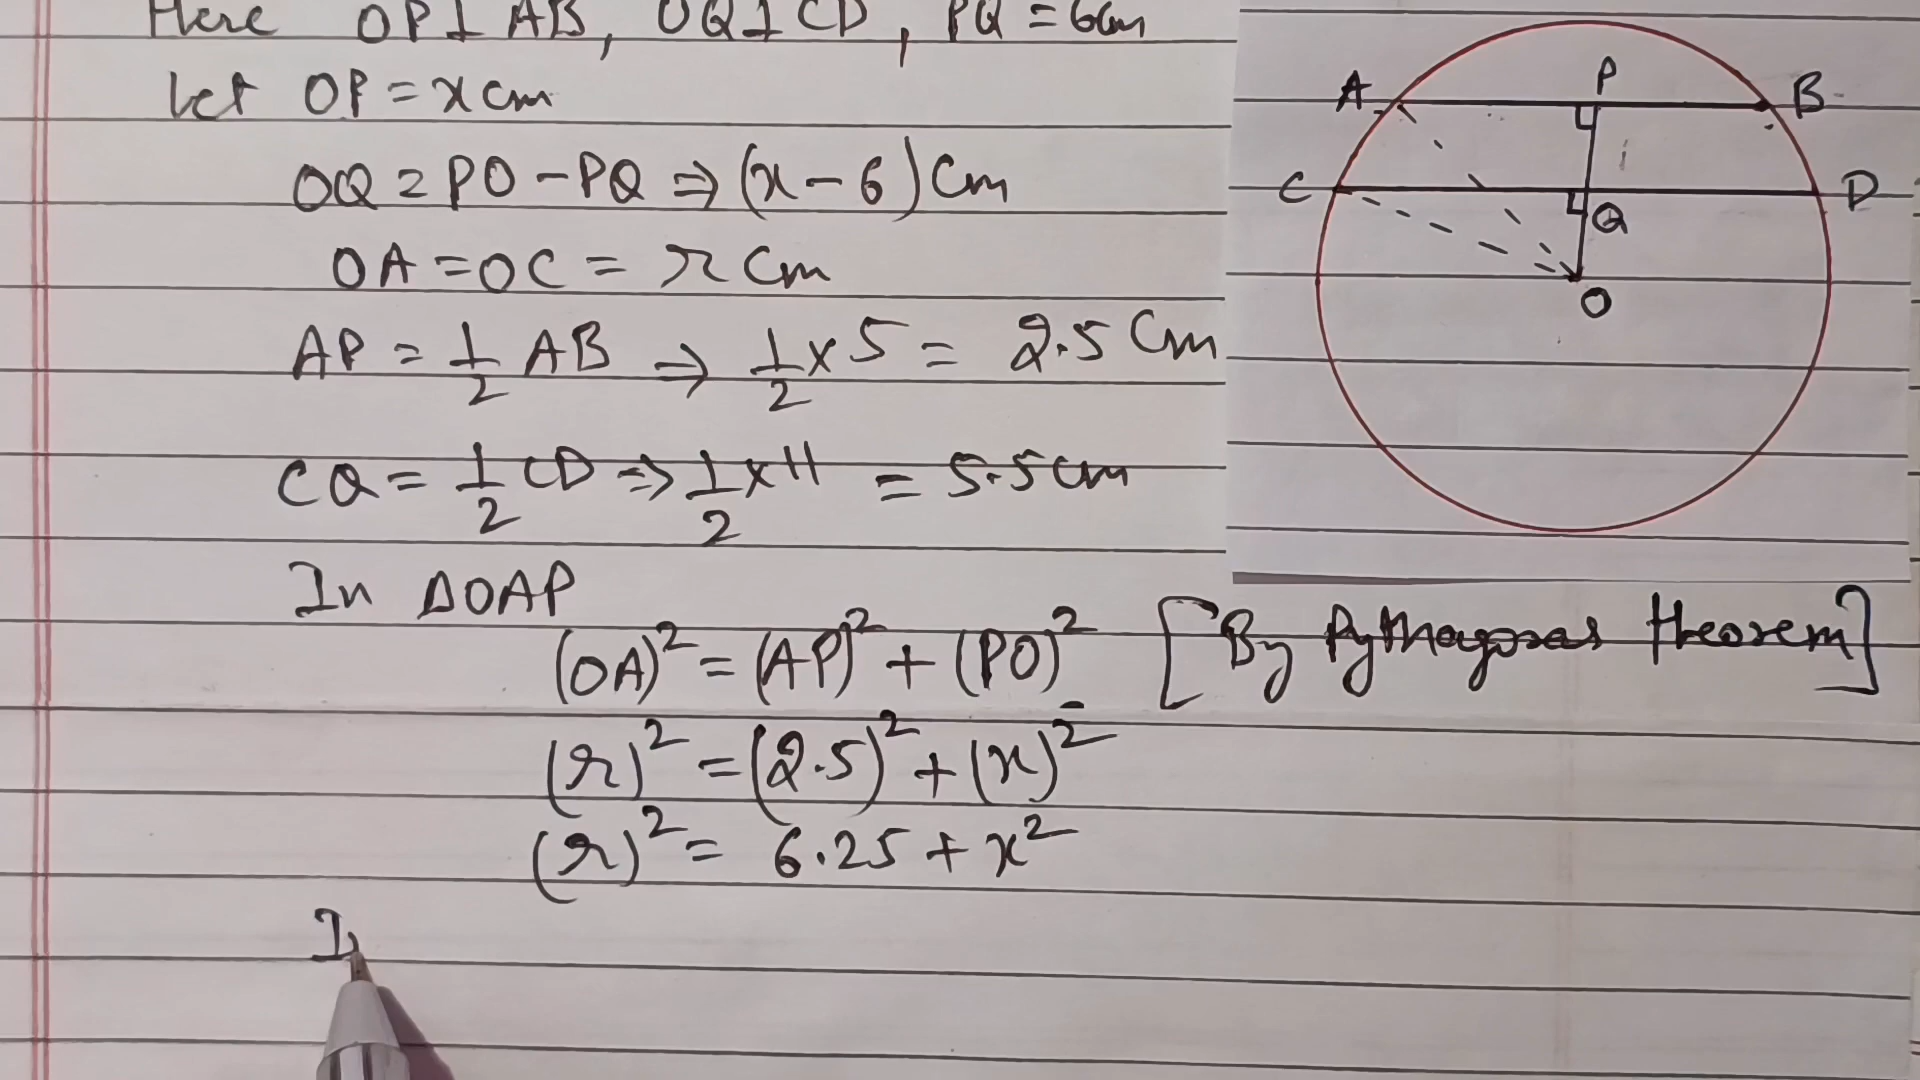 Here OP⊥AB, OQ⊥CD, PQ = 6cm
let OP = x cm
OQ = PO - PQ ⇒ (x - 6) Cm
OA = OC = r Cm
AP = 1/2 AB ⇒ 1/2 × 5 = 2.5 Cm
CQ = 1/2 CD ⇒ 1/2 × 11 = 5.5 cm
In ΔOAP
(OA)² = (AP)² + (PO)² [By Pythagoras theorem]
(r)² = (2.5)² + (x)²
(r)² = 6.25 + x²
I
A P B
C Q D
O